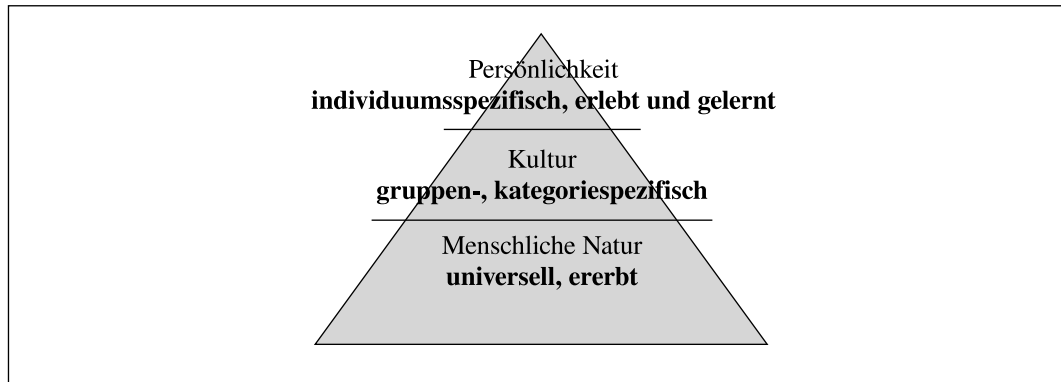 Persönlichkeit
individuumsspezifisch, erlebt und gelernt
Kultur
gruppen-, kategoriespezifisch
Menschliche Natur
universell, ererbt